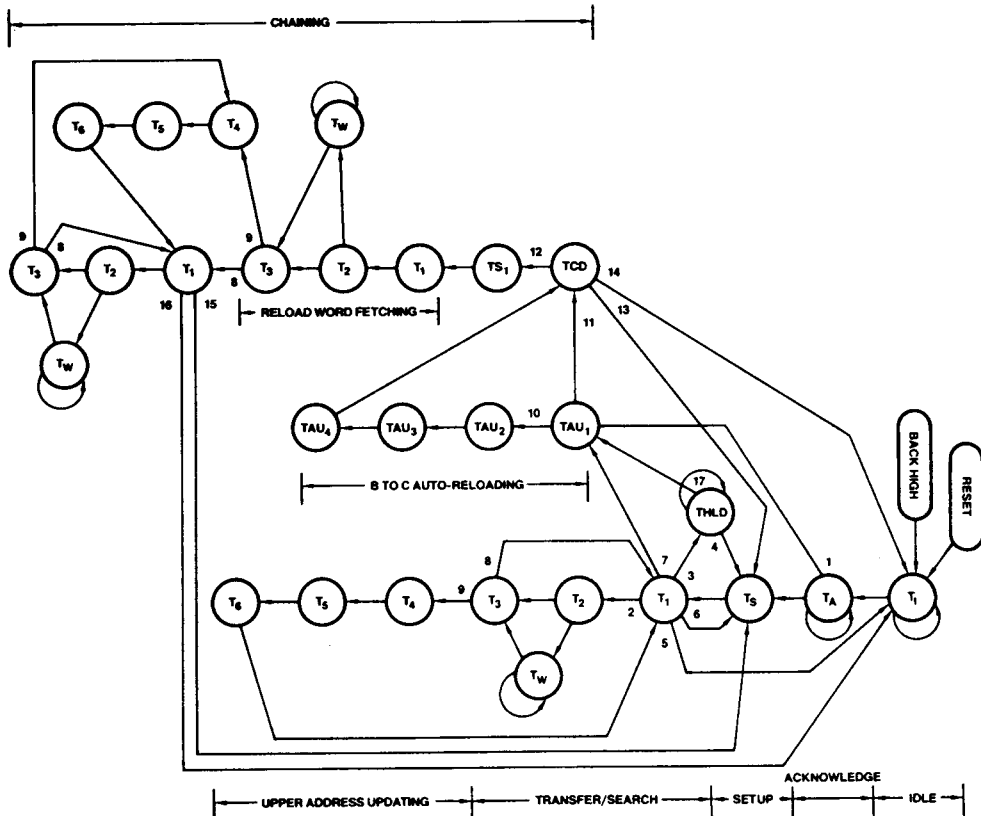 CHAINING
T6 T5 T4 TW
9 8 9 12 14
T3 T2 T1 T3 T2 T1 TS1 TCD
16 15 8 13
RELOAD WORD FETCHING 11
TW
10
TAU4 TAU3 TAU2 TAU1
BACK HIGH
RESET
B TO C AUTO-RELOADING 17
THLD
8 7 4 1
3
T6 T5 T4 9 T3 T2 2 T1 6 TS TA TI
5
TW
ACKNOWLEDGE
UPPER ADDRESS UPDATING TRANSFER/SEARCH SETUP IDLE